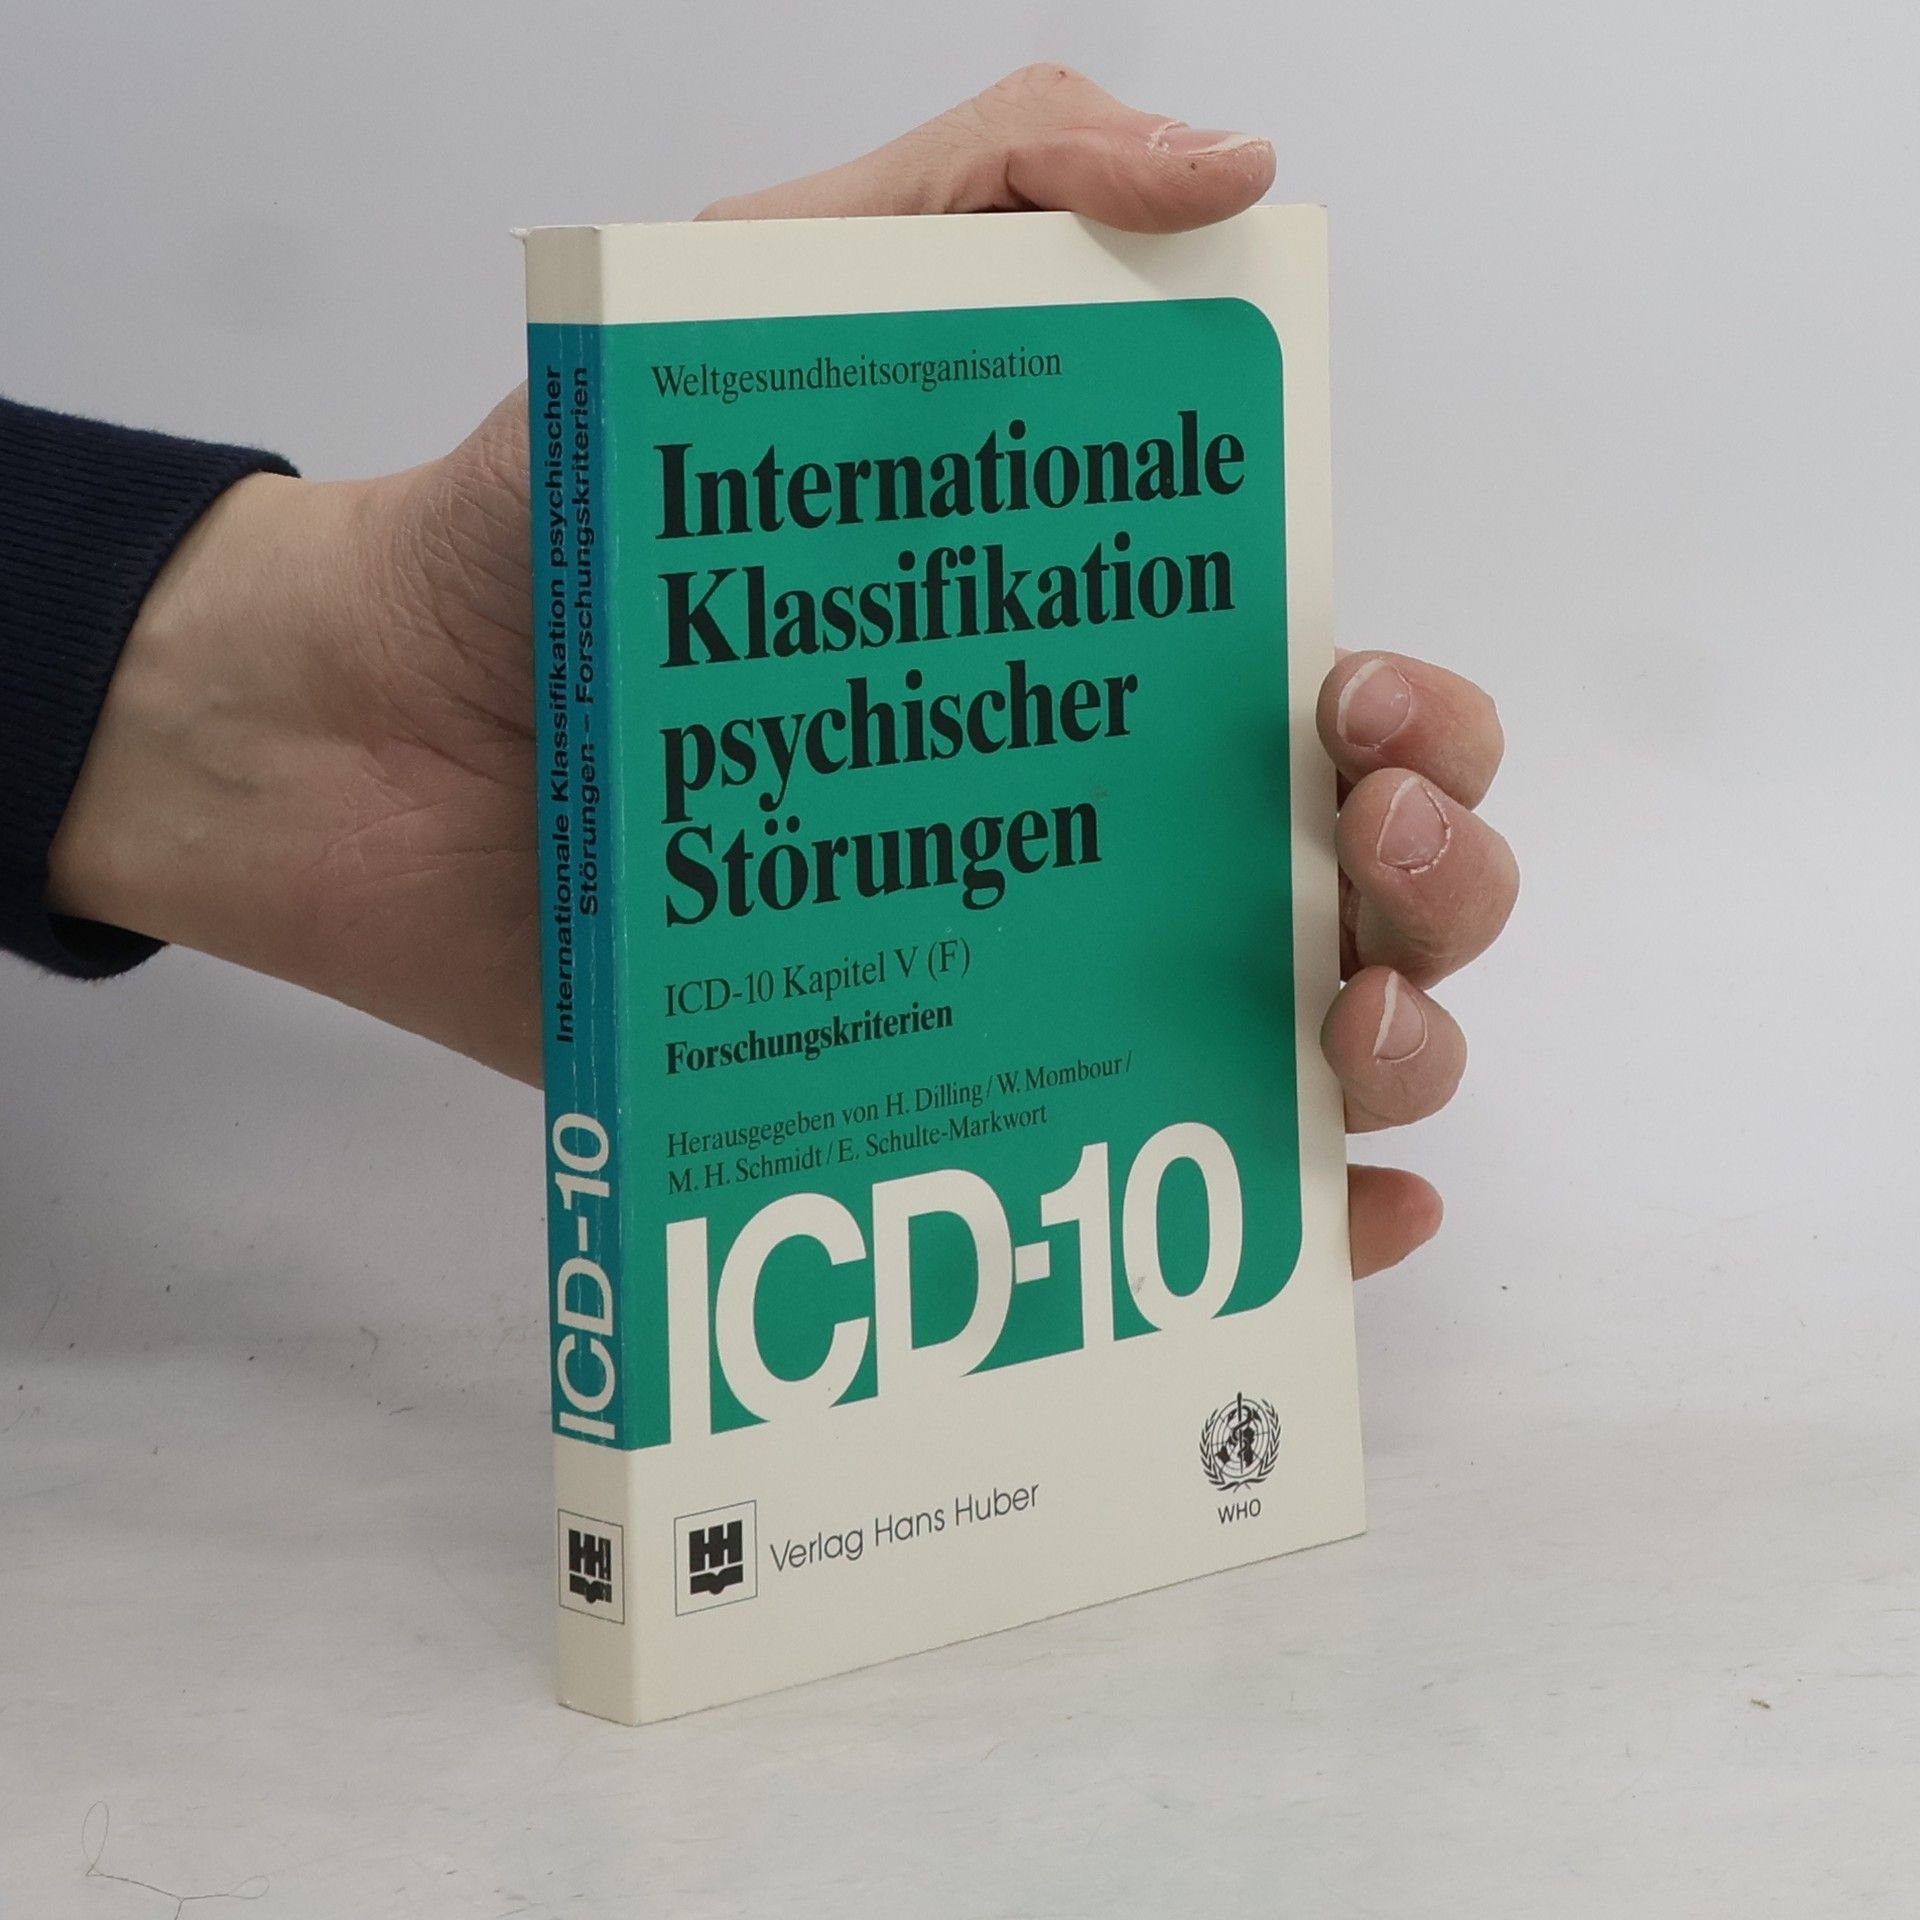 Weltgesundheitsorganisation
Internationale
Klassifikation
psychischer
Störungen
ICD-10 Kapitel V (F)
Forschungskriterien
Herausgegeben von H. Dilling / W. Mombour /
M. H. Schmidt / E. Schulte-Markwort
ICD-10
Verlag Hans Huber
WHO
Internationale Klassifikation psychischer
Störungen – Forschungskriterien
ICD-10